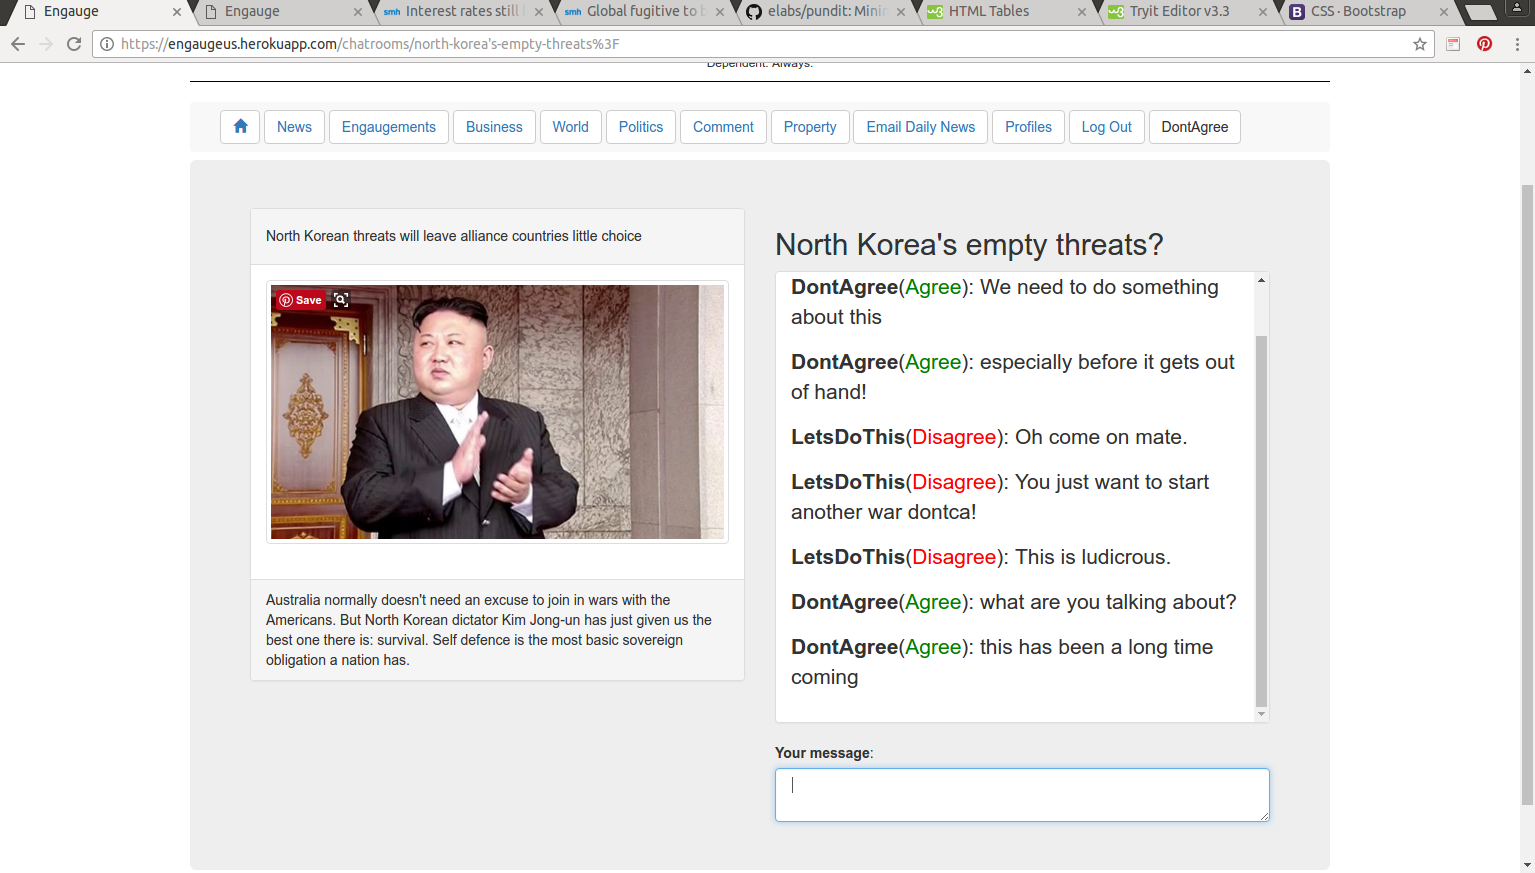 Engauge
Engauge
smh Interest rates still
smh Global fugitive to b
elabs/pundit: Mini
w3 HTML Tables
w3 Tryit Editor v3.3
B CSS · Bootstrap
https://engaugeus.herokuapp.com/chatrooms/north-korea's-empty-threats%3F
Dependent. Always.
News Engaugements Business World Politics Comment Property Email Daily News Profiles Log Out DontAgree
North Korean threats will leave alliance countries little choice
Save
Australia normally doesn't need an excuse to join in wars with the
Americans. But North Korean dictator Kim Jong-un has just given us the
best one there is: survival. Self defence is the most basic sovereign
obligation a nation has.
North Korea's empty threats?
DontAgree(Agree): We need to do something
about this
DontAgree(Agree): especially before it gets out
of hand!
LetsDoThis(Disagree): Oh come on mate.
LetsDoThis(Disagree): You just want to start
another war dontca!
LetsDoThis(Disagree): This is ludicrous.
DontAgree(Agree): what are you talking about?
DontAgree(Agree): this has been a long time
coming
Your message: